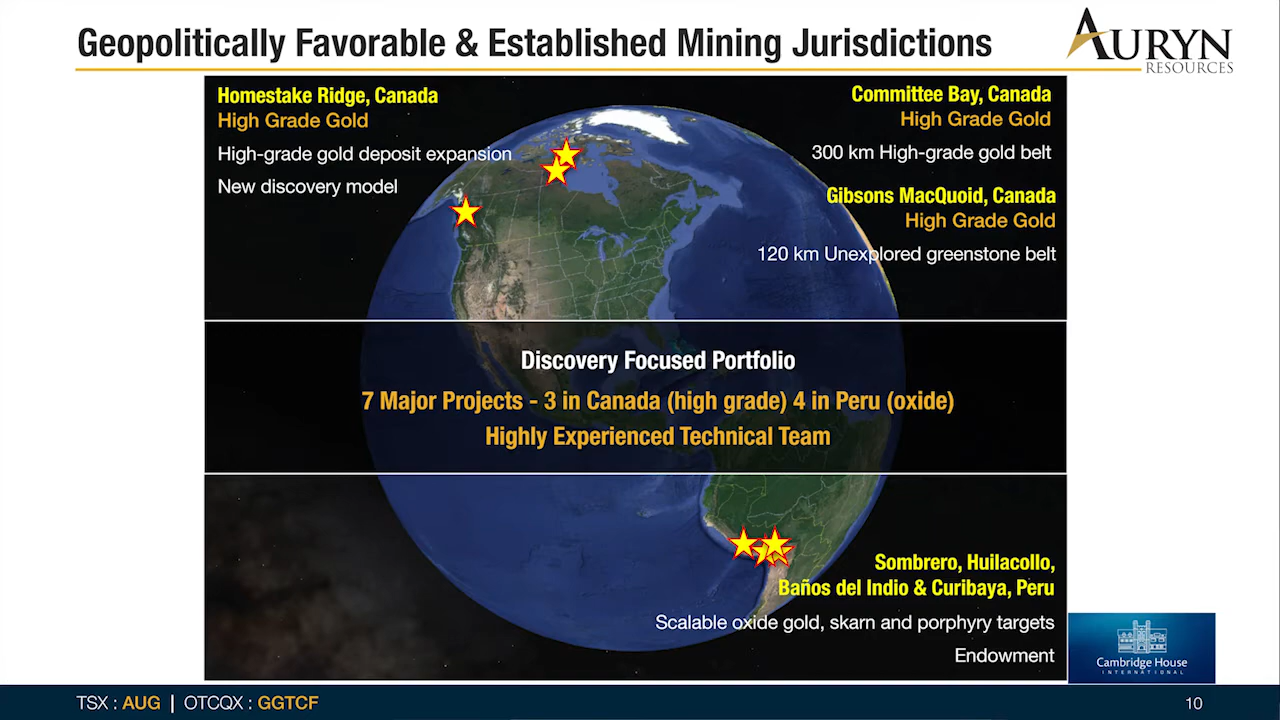 Geopolitically Favorable & Established Mining Jurisdictions
AURYN
RESOURCES
Homestake Ridge, Canada
High Grade Gold
High-grade gold deposit expansion
New discovery model
Committee Bay, Canada
High Grade Gold
300 km High-grade gold belt
Gibsons MacQuoid, Canada
High Grade Gold
120 km Unexplored greenstone belt
Discovery Focused Portfolio
7 Major Projects - 3 in Canada (high grade) 4 in Peru (oxide)
Highly Experienced Technical Team
Sombrero, Huilacollo,
Baños del Indio & Curibaya, Peru
Scalable oxide gold, skarn and porphyry targets
Endowment
Cambridge House
INTERNATIONAL
TSX : AUG | OTCQX : GGTCF
10